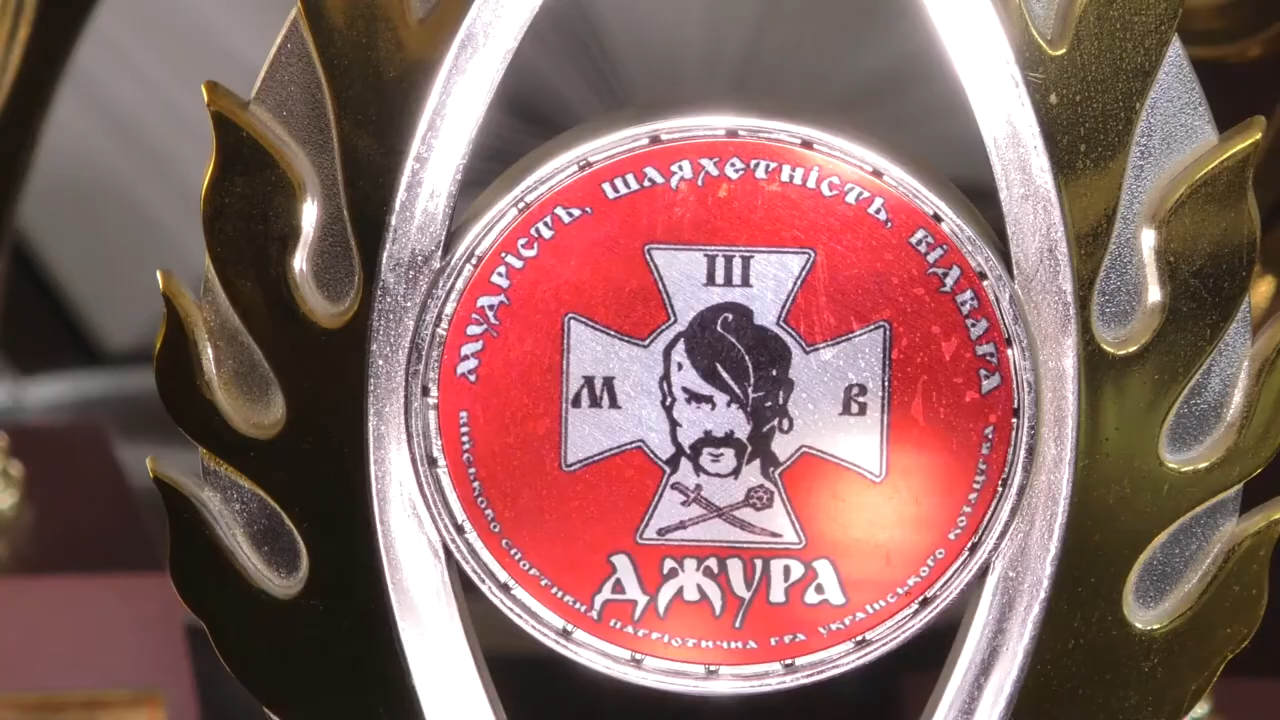 мудрість, шляхетність, відвага
Ш
М В
ДЖУРА
військово спортивна патріотична гра українського козацтва